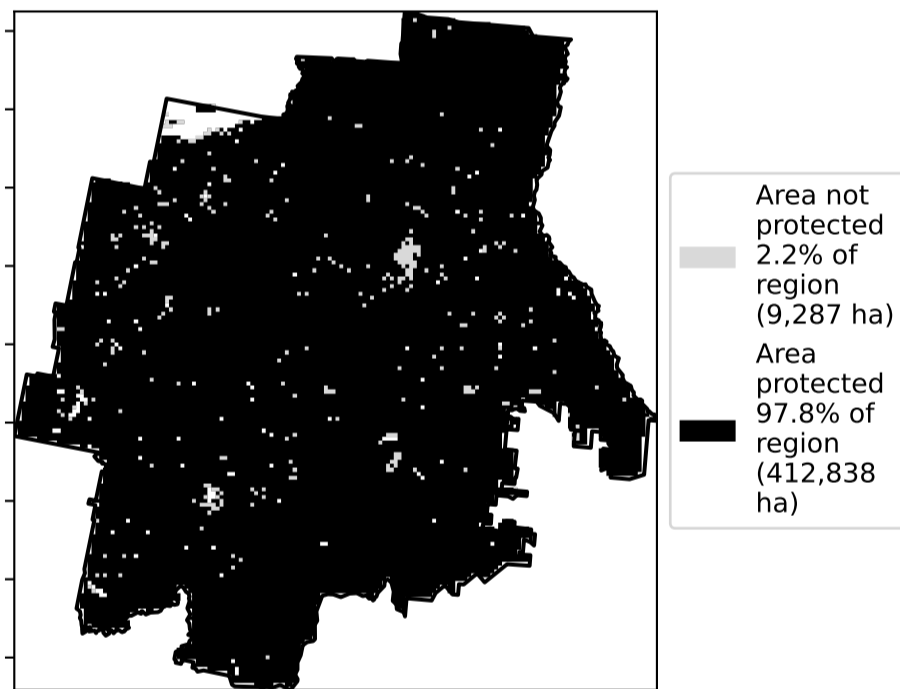 Area not
protected
2.2% of
region
(9,287 ha)
Area
protected
97.8% of
region
(412,838
ha)